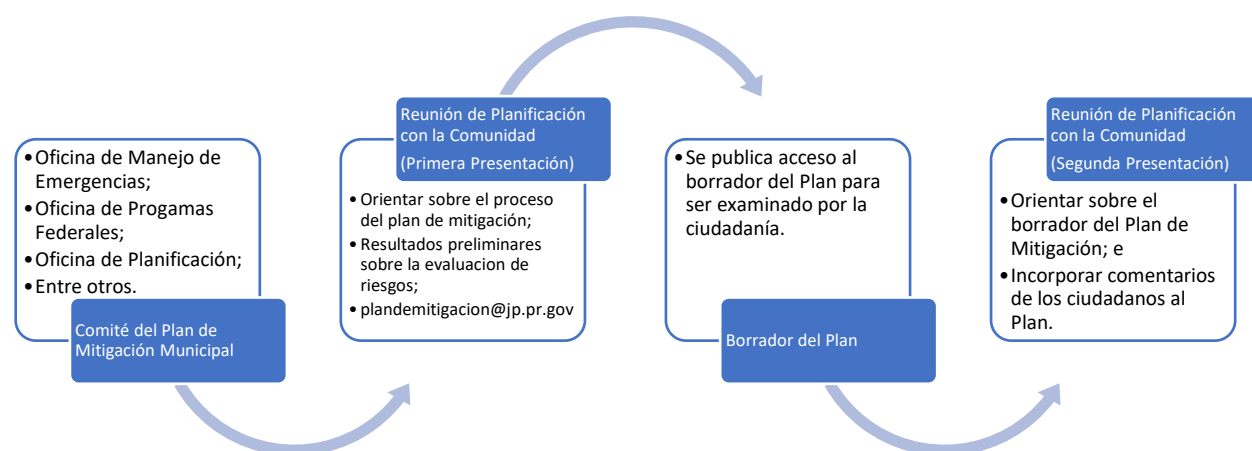 •Oficina de Manejo de
Emergencias;
•Oficina de Progamas
Federales;
•Oficina de Planificación;
•Entre otros.
Comité del Plan de
Mitigación Municipal
Reunión de Planificación
con la Comunidad
(Primera Presentación)
•Orientar sobre el proceso
del plan de mitigación;
•Resultados preliminares
sobre la evaluacion de
riesgos;
•plandemitigacion@jp.pr.gov
•Se publica acceso al
borrador del Plan para
ser examinado por la
ciudadanía.
Borrador del Plan
Reunión de Planificación
con la Comunidad
(Segunda Presentación)
•Orientar sobre el
borrador del Plan de
Mitigación; e
•Incorporar comentarios
de los ciudadanos al
Plan.